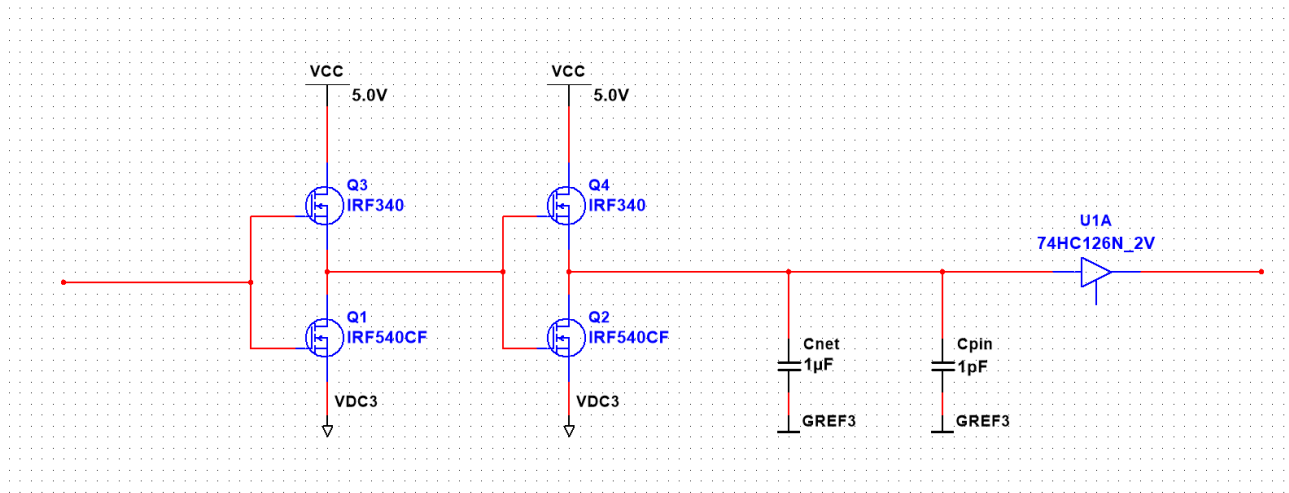 VCC
5.0V
VCC
5.0V
Q3
IRF340
Q4
IRF340
U1A
74HC126N_2V
Q1
IRF540CF
Q2
IRF540CF
Cnet
1µF
Cpin
1pF
VDC3
VDC3
GREF3
GREF3